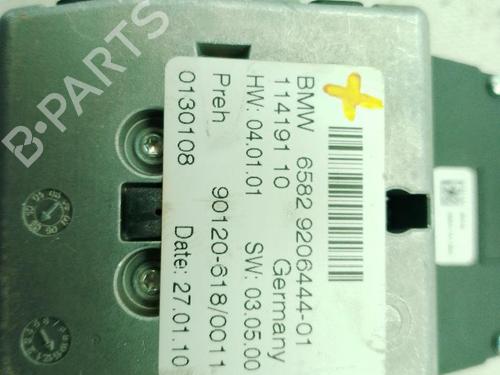 BMW 6582 9206444-01
11419110 Germany
HW: 04.01.01 SW: 03.05.00
Preh 90120-618/0011
0130108 Date: 27.01.10
B-PARTS